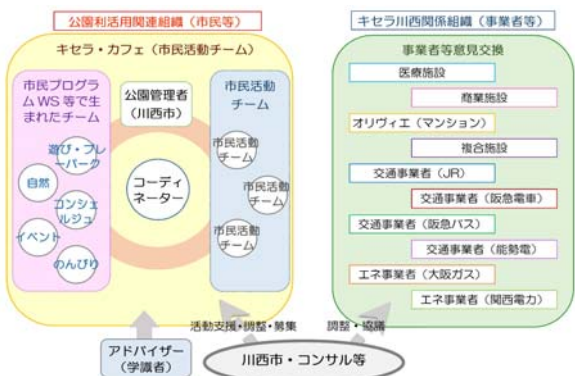 公園利活用関連組織（市民等）
キセラ・カフェ（市民活動チーム）
市民プログラ
ムWS等で生
まれたチーム
遊び・プレ
ーパーク
自然
コンシェ
ルジュ
イベント
のんびり
公園管理者
（川西市）
コーディ
ネーター
市民活動
チーム
市民活動
チーム
市民活動
チーム
市民活動
チーム
キセラ川西関係組織（事業者等）
事業者等意見交換
医療施設
商業施設
オリヴィエ（マンション）
複合施設
交通事業者（JR）
交通事業者（阪急電車）
交通事業者（阪急バス）
交通事業者（能勢電）
エネ事業者（大阪ガス）
エネ事業者（関西電力）
活動支援・調整・募集
調整・協議
アドバイザー
（学識者）
川西市・コンサル等